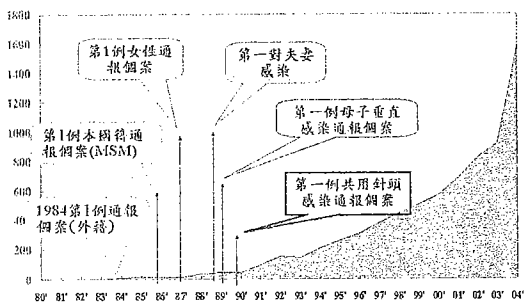 1800
1600
1400
1200
1000
800
600
400
200
0
第1例女性通
報個案
第一對夫妻
感染
第1例本國籍通
報個案(MSM)
第一例母子垂直
感染通報個案
1984第1例通報
個案(外籍)
第一例共用針頭
感染通報個案
80' 81' 82' 83' 84' 85' 86' 87' 88' 89' 90' 91' 92' 93' 94' 95' 96' 97' 98' 99' 00' 01' 02' 03' 04'